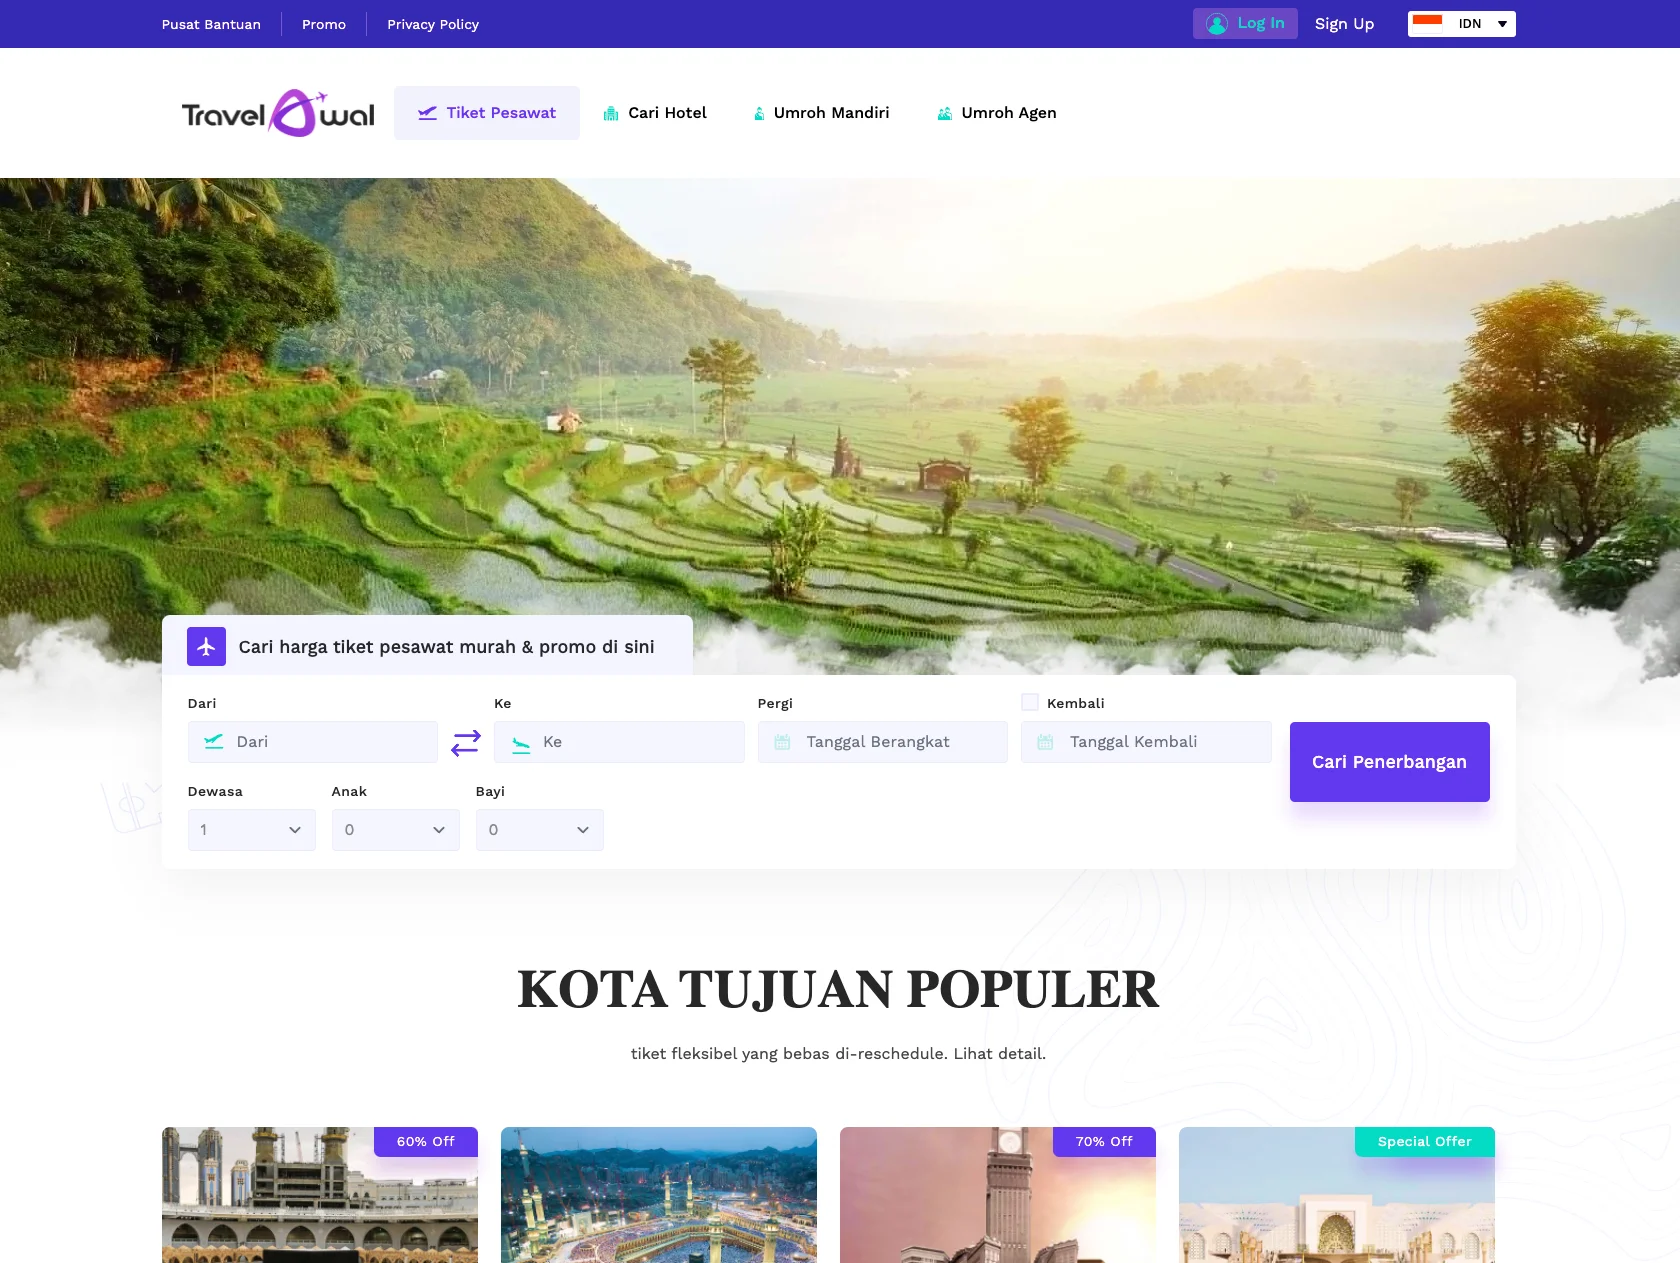 Pusat Bantuan
Promo
Privacy Policy
Log In
Sign Up
IDN
Travel Awal
Tiket Pesawat
Cari Hotel
Umroh Mandiri
Umroh Agen
Cari harga tiket pesawat murah & promo di sini
Dari
Ke
Pergi
Kembali
Dari
Ke
Tanggal Berangkat
Tanggal Kembali
Cari Penerbangan
Dewasa
Anak
Bayi
1
0
0
KOTA TUJUAN POPULER
tiket fleksibel yang bebas di-reschedule. Lihat detail.
60% Off
70% Off
Special Offer